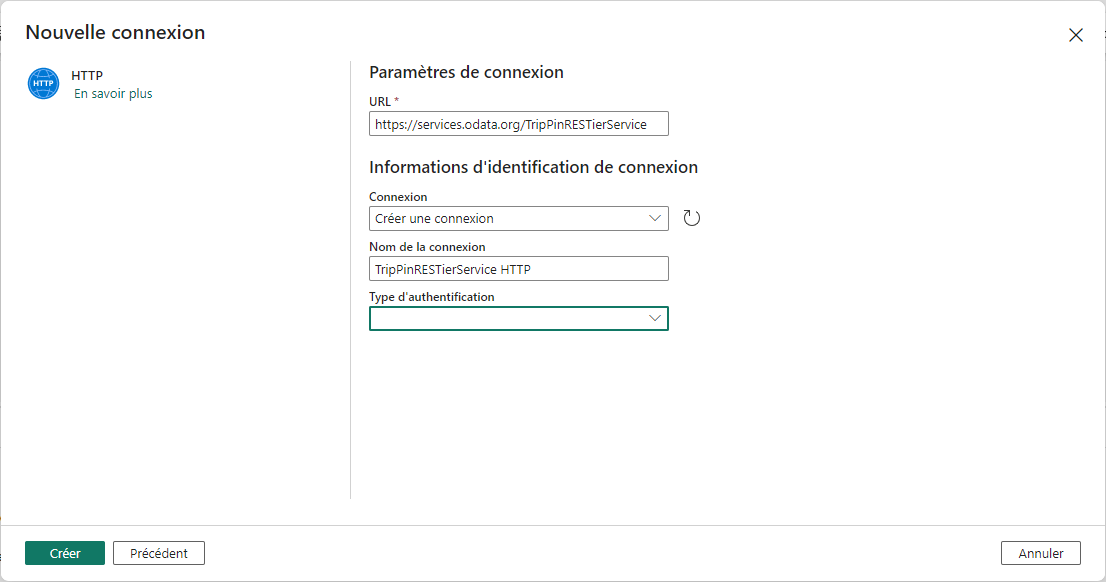 Nouvelle connexion
HTTP
HTTP
En savoir plus
Paramètres de connexion
URL *
https://services.odata.org/TripPinRESTierService
Informations d'identification de connexion
Connexion
Créer une connexion
Nom de la connexion
TripPinRESTierService HTTP
Type d'authentification
Créer
Précédent
Annuler